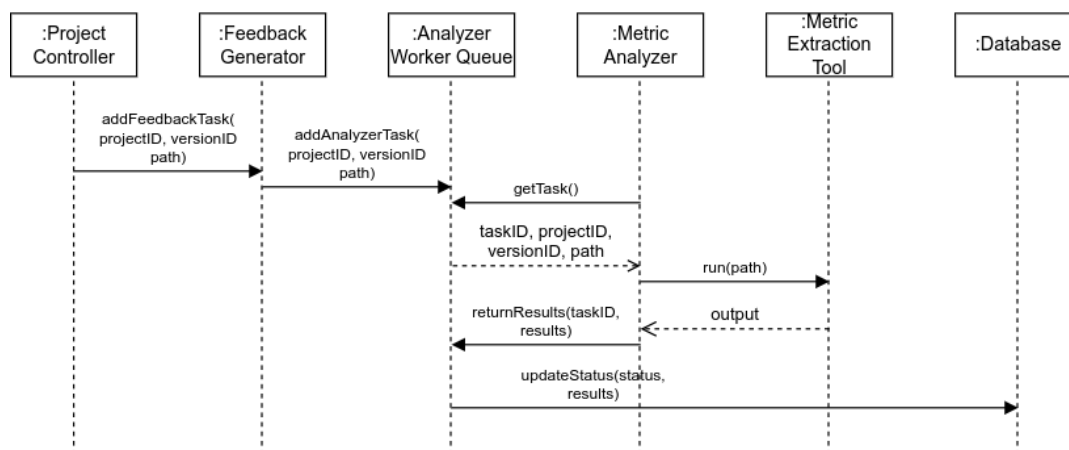 :Project
Controller
:Feedback
Generator
:Analyzer
Worker Queue
:Metric
Analyzer
:Metric
Extraction
Tool
:Database
addFeedbackTask(
projectID, versionID
path)
addAnalyzerTask(
projectID, versionID
path)
getTask()
taskID, projectID,
versionID, path
run(path)
output
returnResults(taskID,
results)
updateStatus(status,
results)